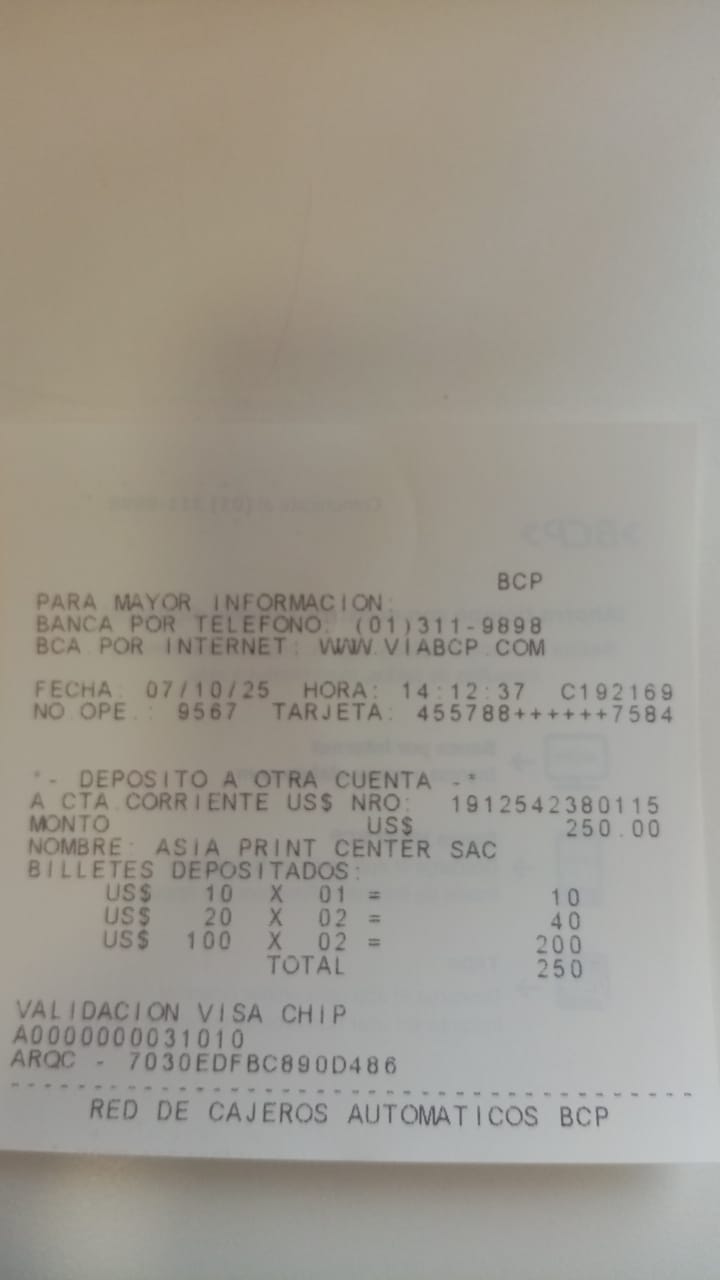 BCP
PARA MAYOR INFORMACION:
BANCA POR TELEFONO: (01)311-9898
BCA.POR INTERNET: WWW.VIABCP.COM
FECHA: 07/10/25 HORA: 14:12:37 C192169
NO.OPE.: 9567 TARJETA: 455788++++++7584
*- DEPOSITO A OTRA CUENTA -*
A CTA.CORRIENTE US$ NRO: 1912542380115
MONTO US$ 250.00
NOMBRE: ASIA PRINT CENTER SAC
BILLETES DEPOSITADOS:
US$ 10 X 01 = 10
US$ 20 X 02 = 40
US$ 100 X 02 = 200
TOTAL 250
VALIDACION VISA CHIP
A0000000031010
ARQC - 7030EDFBC890D486
RED DE CAJEROS AUTOMATICOS BCP